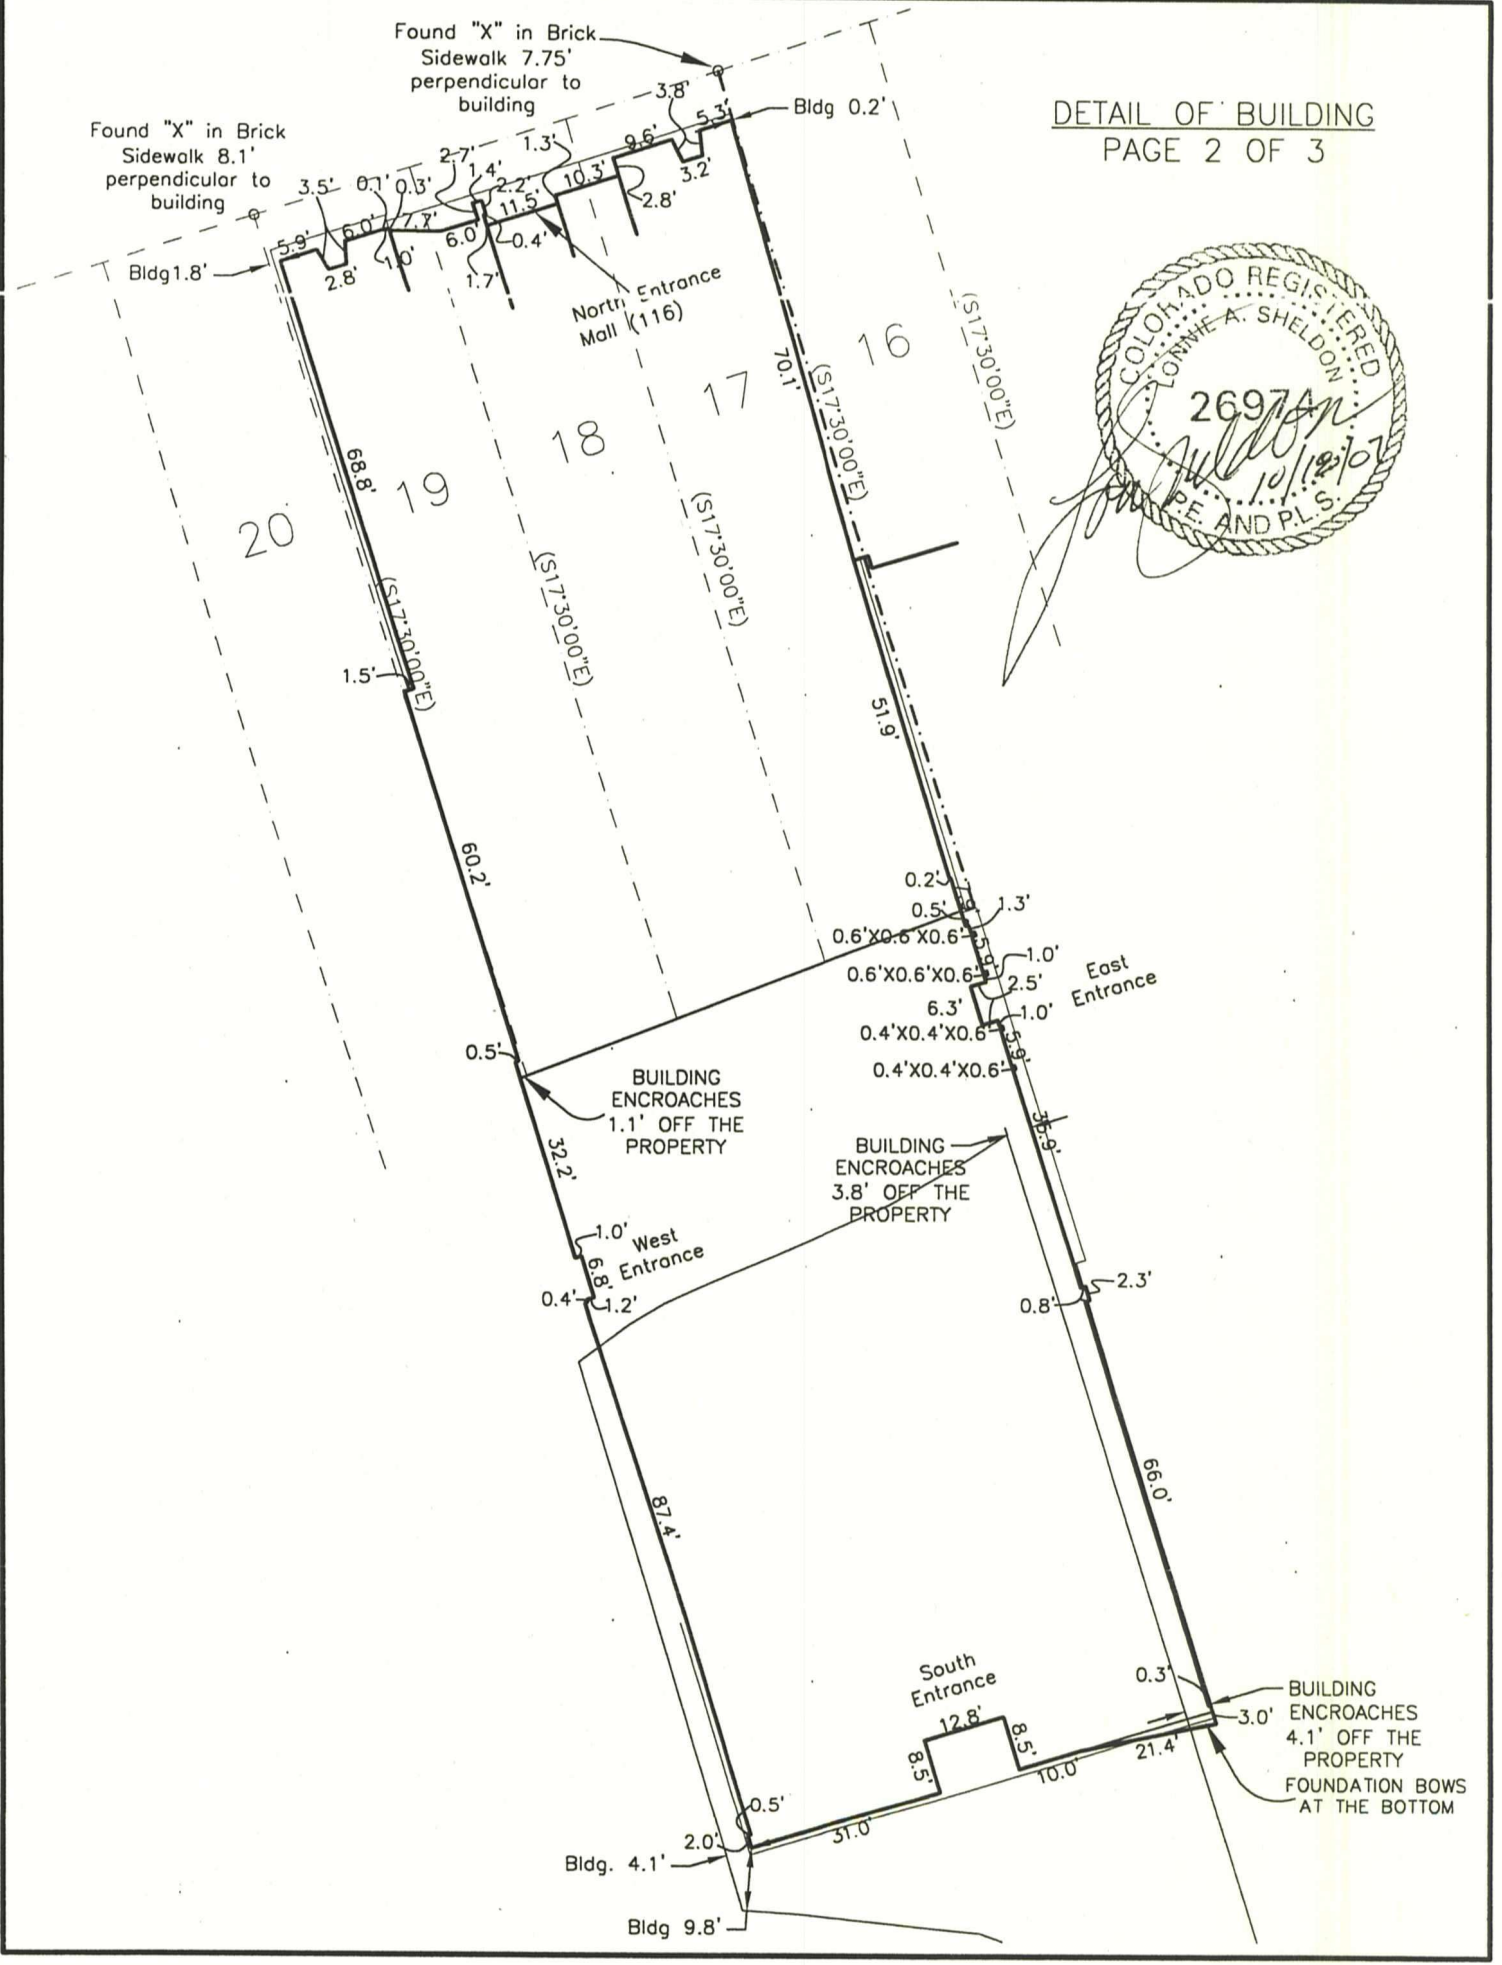 DETAIL OF BUILDING
PAGE 2 OF 3
Found "X" in Brick
Sidewalk 7.75'
perpendicular to
building
Found "X" in Brick
Sidewalk 8.1'
perpendicular to
building
Bldg 0.2'
Bldg1.8'
5.9'
3.5'
2.8'
6.0'
0.1'
0.3'
1.0'
7.7'
2.7'
1.4'
2.2'
6.0'
1.7'
0.4'
11.5'
1.3'
10.3'
2.8'
9.6'
3.8'
3.2'
5.3'
North Entrance
Mall (116)
COLORADO REGISTERED
LONNIE A. SHELDON
26974
P.E. AND P.L.S.
16
17
18
19
20
(S17°30'00"E)
(S17°30'00"E)
(S17°30'00"E)
(S17°30'00"E)
(S17°30'00"E)
70.1'
68.8'
1.5'
51.9'
60.2'
0.2'
7.9'
0.5'
1.3'
0.6'X0.6'X0.6'
5.9'
1.0'
0.6'X0.6'X0.6'
2.5'
East
Entrance
6.3'
1.0'
0.4'X0.4'X0.6'
5.9'
0.4'X0.4'X0.6'
0.5'
BUILDING
ENCROACHES
1.1' OFF THE
PROPERTY
32.2'
BUILDING
ENCROACHES
3.8' OFF THE
PROPERTY
1.0'
West
Entrance
6.8'
0.4'
1.2'
2.3'
0.8'
87.4'
66.0'
South
Entrance
12.8'
8.5'
8.5'
10.0'
21.4'
31.0'
0.3'
3.0'
BUILDING
ENCROACHES
4.1' OFF THE
PROPERTY
FOUNDATION BOWS
AT THE BOTTOM
0.5'
2.0'
Bldg. 4.1'
Bldg 9.8'